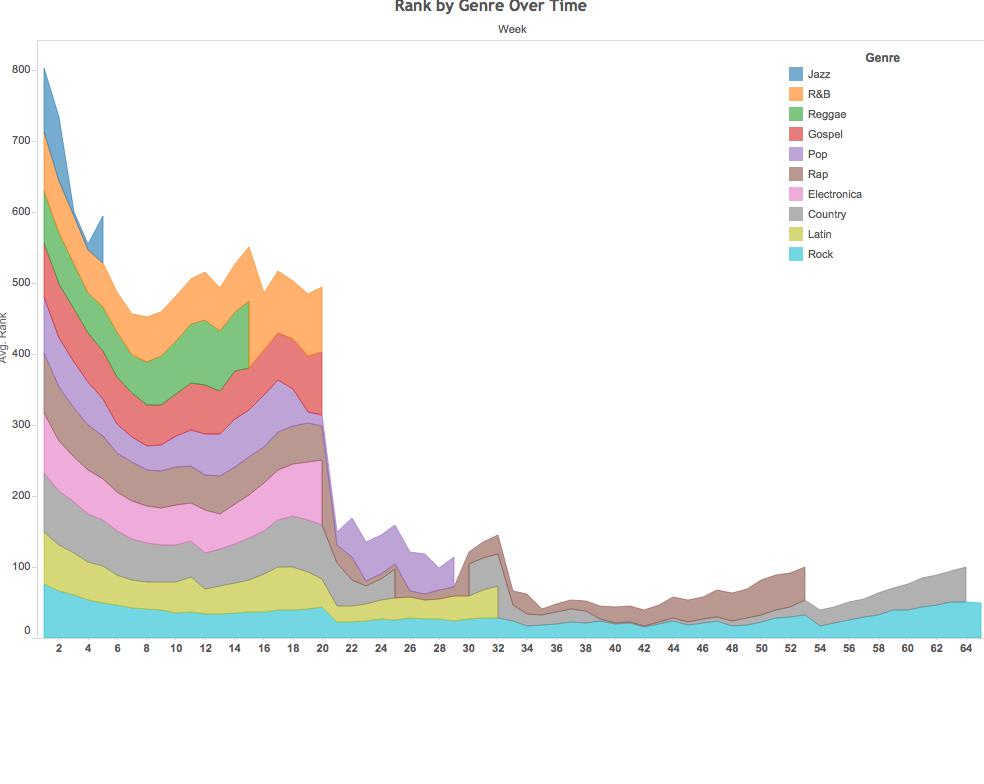 Rank by Genre Over Time
Week
Genre
Jazz
R&B
Reggae
Gospel
Pop
Rap
Electronica
Country
Latin
Rock
Avg. Rank
800
700
600
500
400
300
200
100
0
2 4 6 8 10 12 14 16 18 20 22 24 26 28 30 32 34 36 38 40 42 44 46 48 50 52 54 56 58 60 62 64